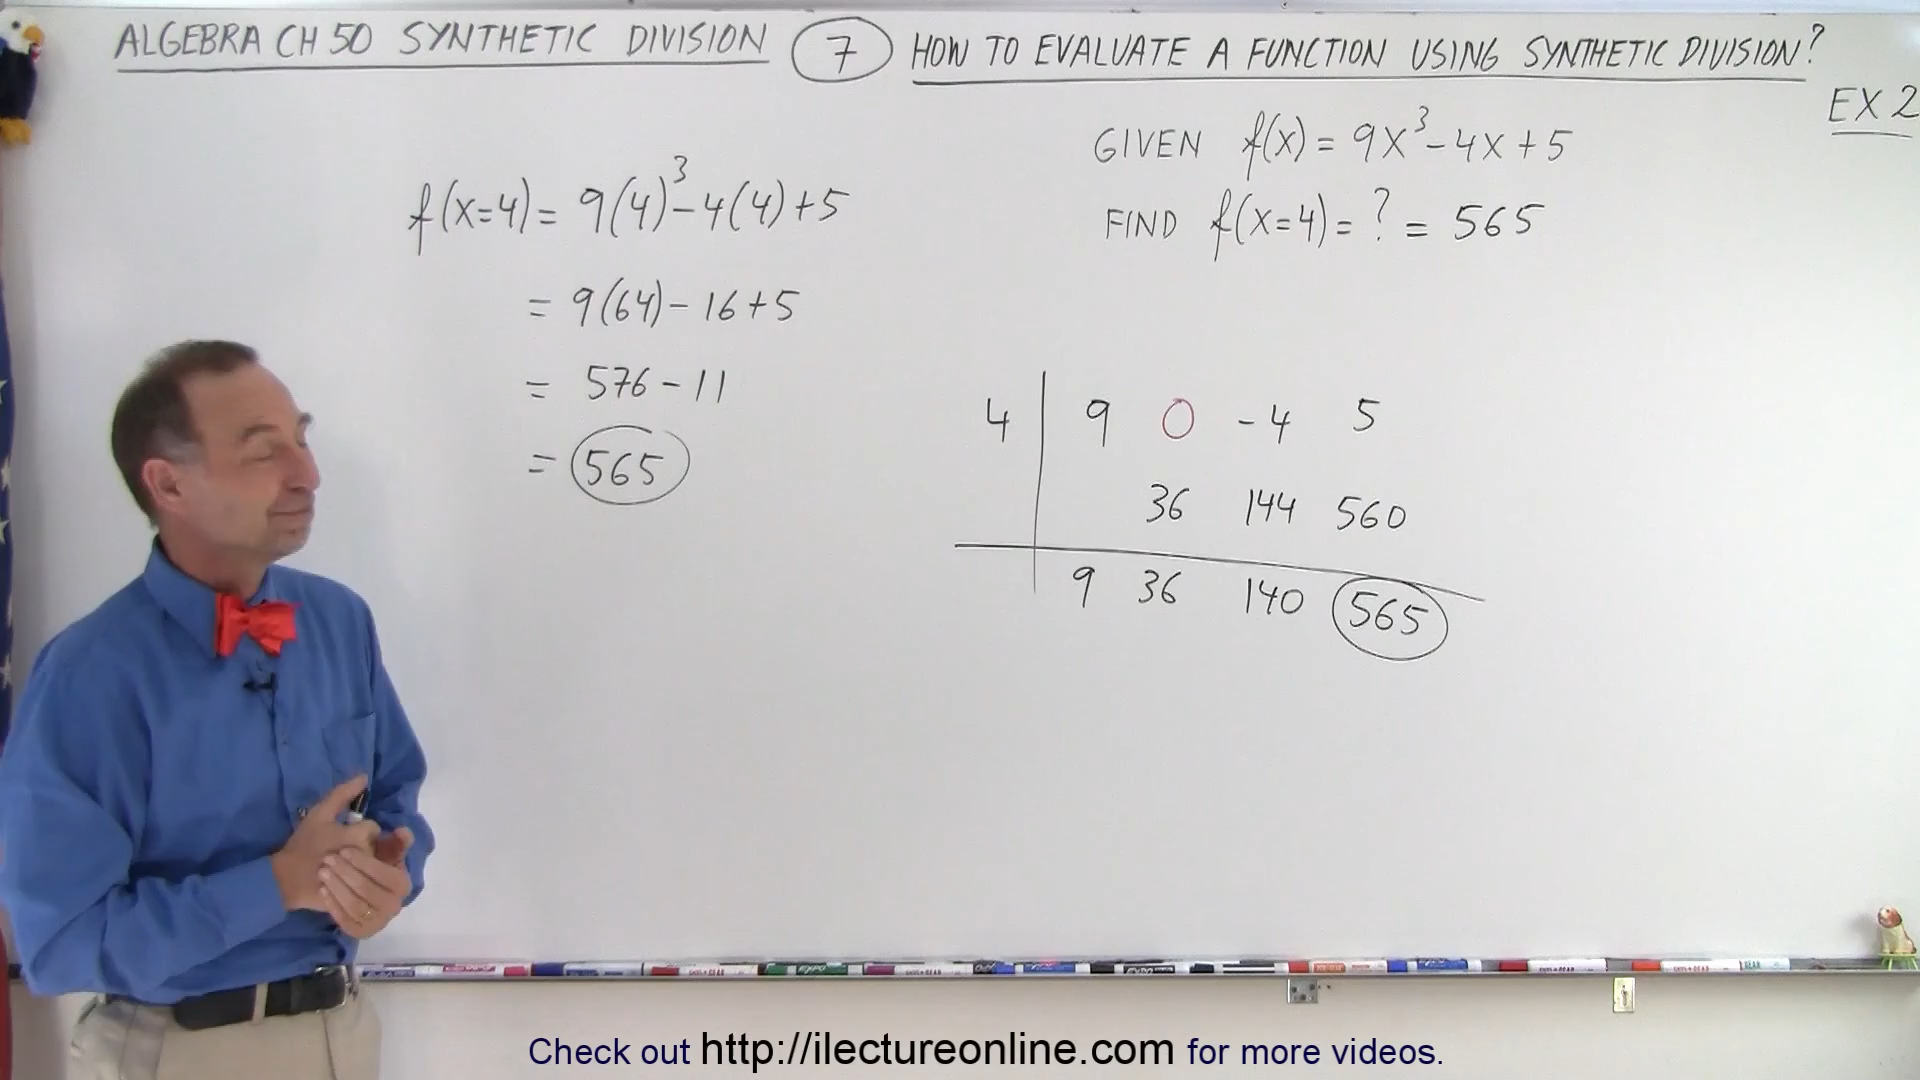 ALGEBRA CH 50 SYNTHETIC DIVISION 7 HOW TO EVALUATE A FUNCTION USING SYNTHETIC DIVISION?
EX 2
GIVEN f(x) = 9x³ - 4x + 5
FIND f(x=4) = ? = 565
f(x=4) = 9(4)³ - 4(4) + 5
= 9(64) - 16 + 5
= 576 - 11
= 565
4 9 0 -4 5
36 144 560
9 36 140 565
EXPO
Check out http://ilectureonline.com for more videos.